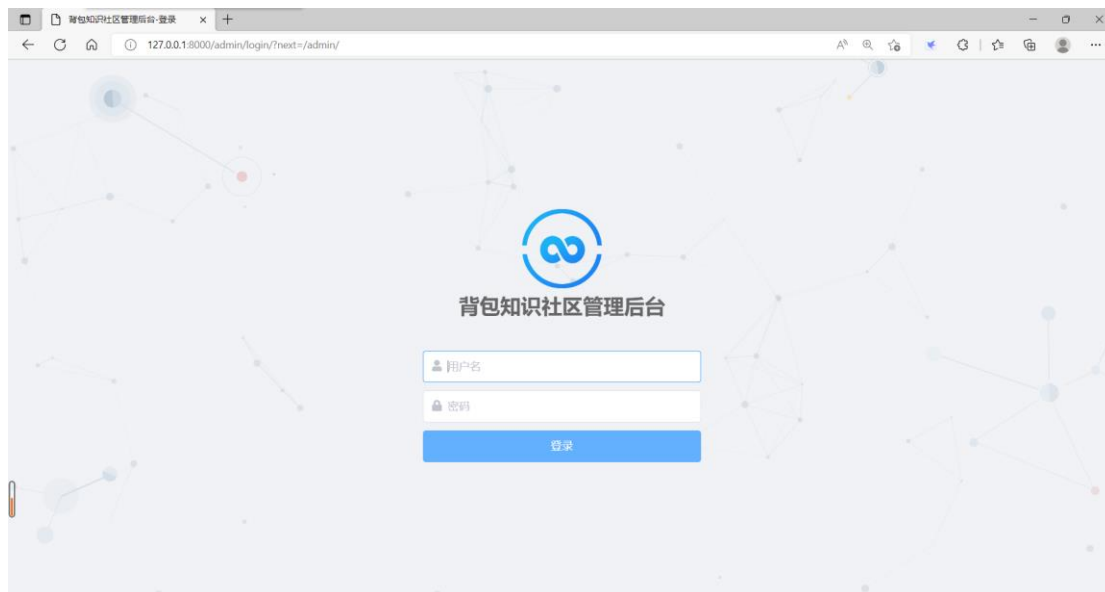 背包知识社区管理后台-登录
127.0.0.1:8000/admin/login/?next=/admin/
背包知识社区管理后台
用户名
密码
登录